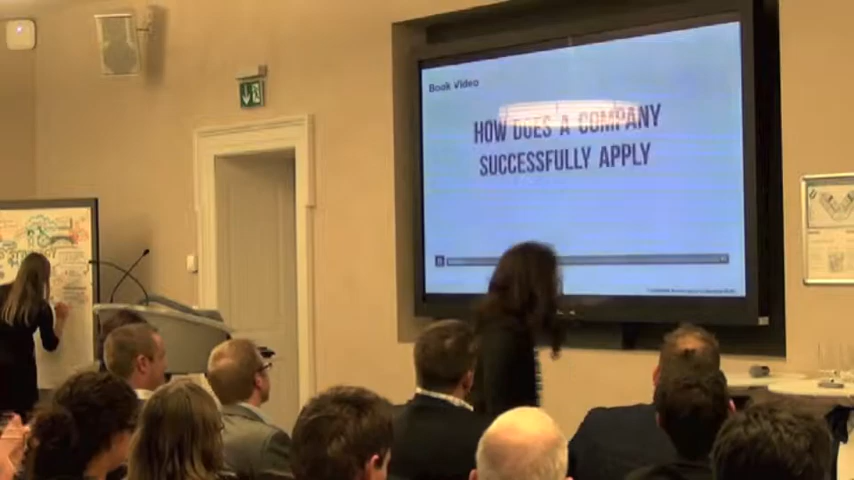 Book Video
HOW DOES A COMPANY
SUCCESSFULLY APPLY